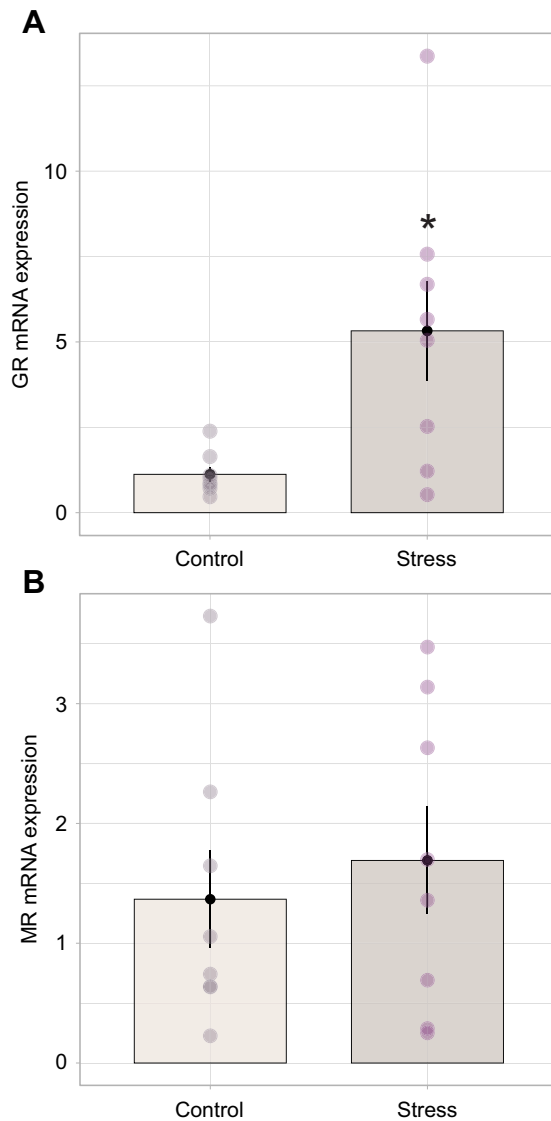 A
GR mRNA expression
10
*
5
0
Control Stress
B
MR mRNA expression
3
2
1
0
Control Stress